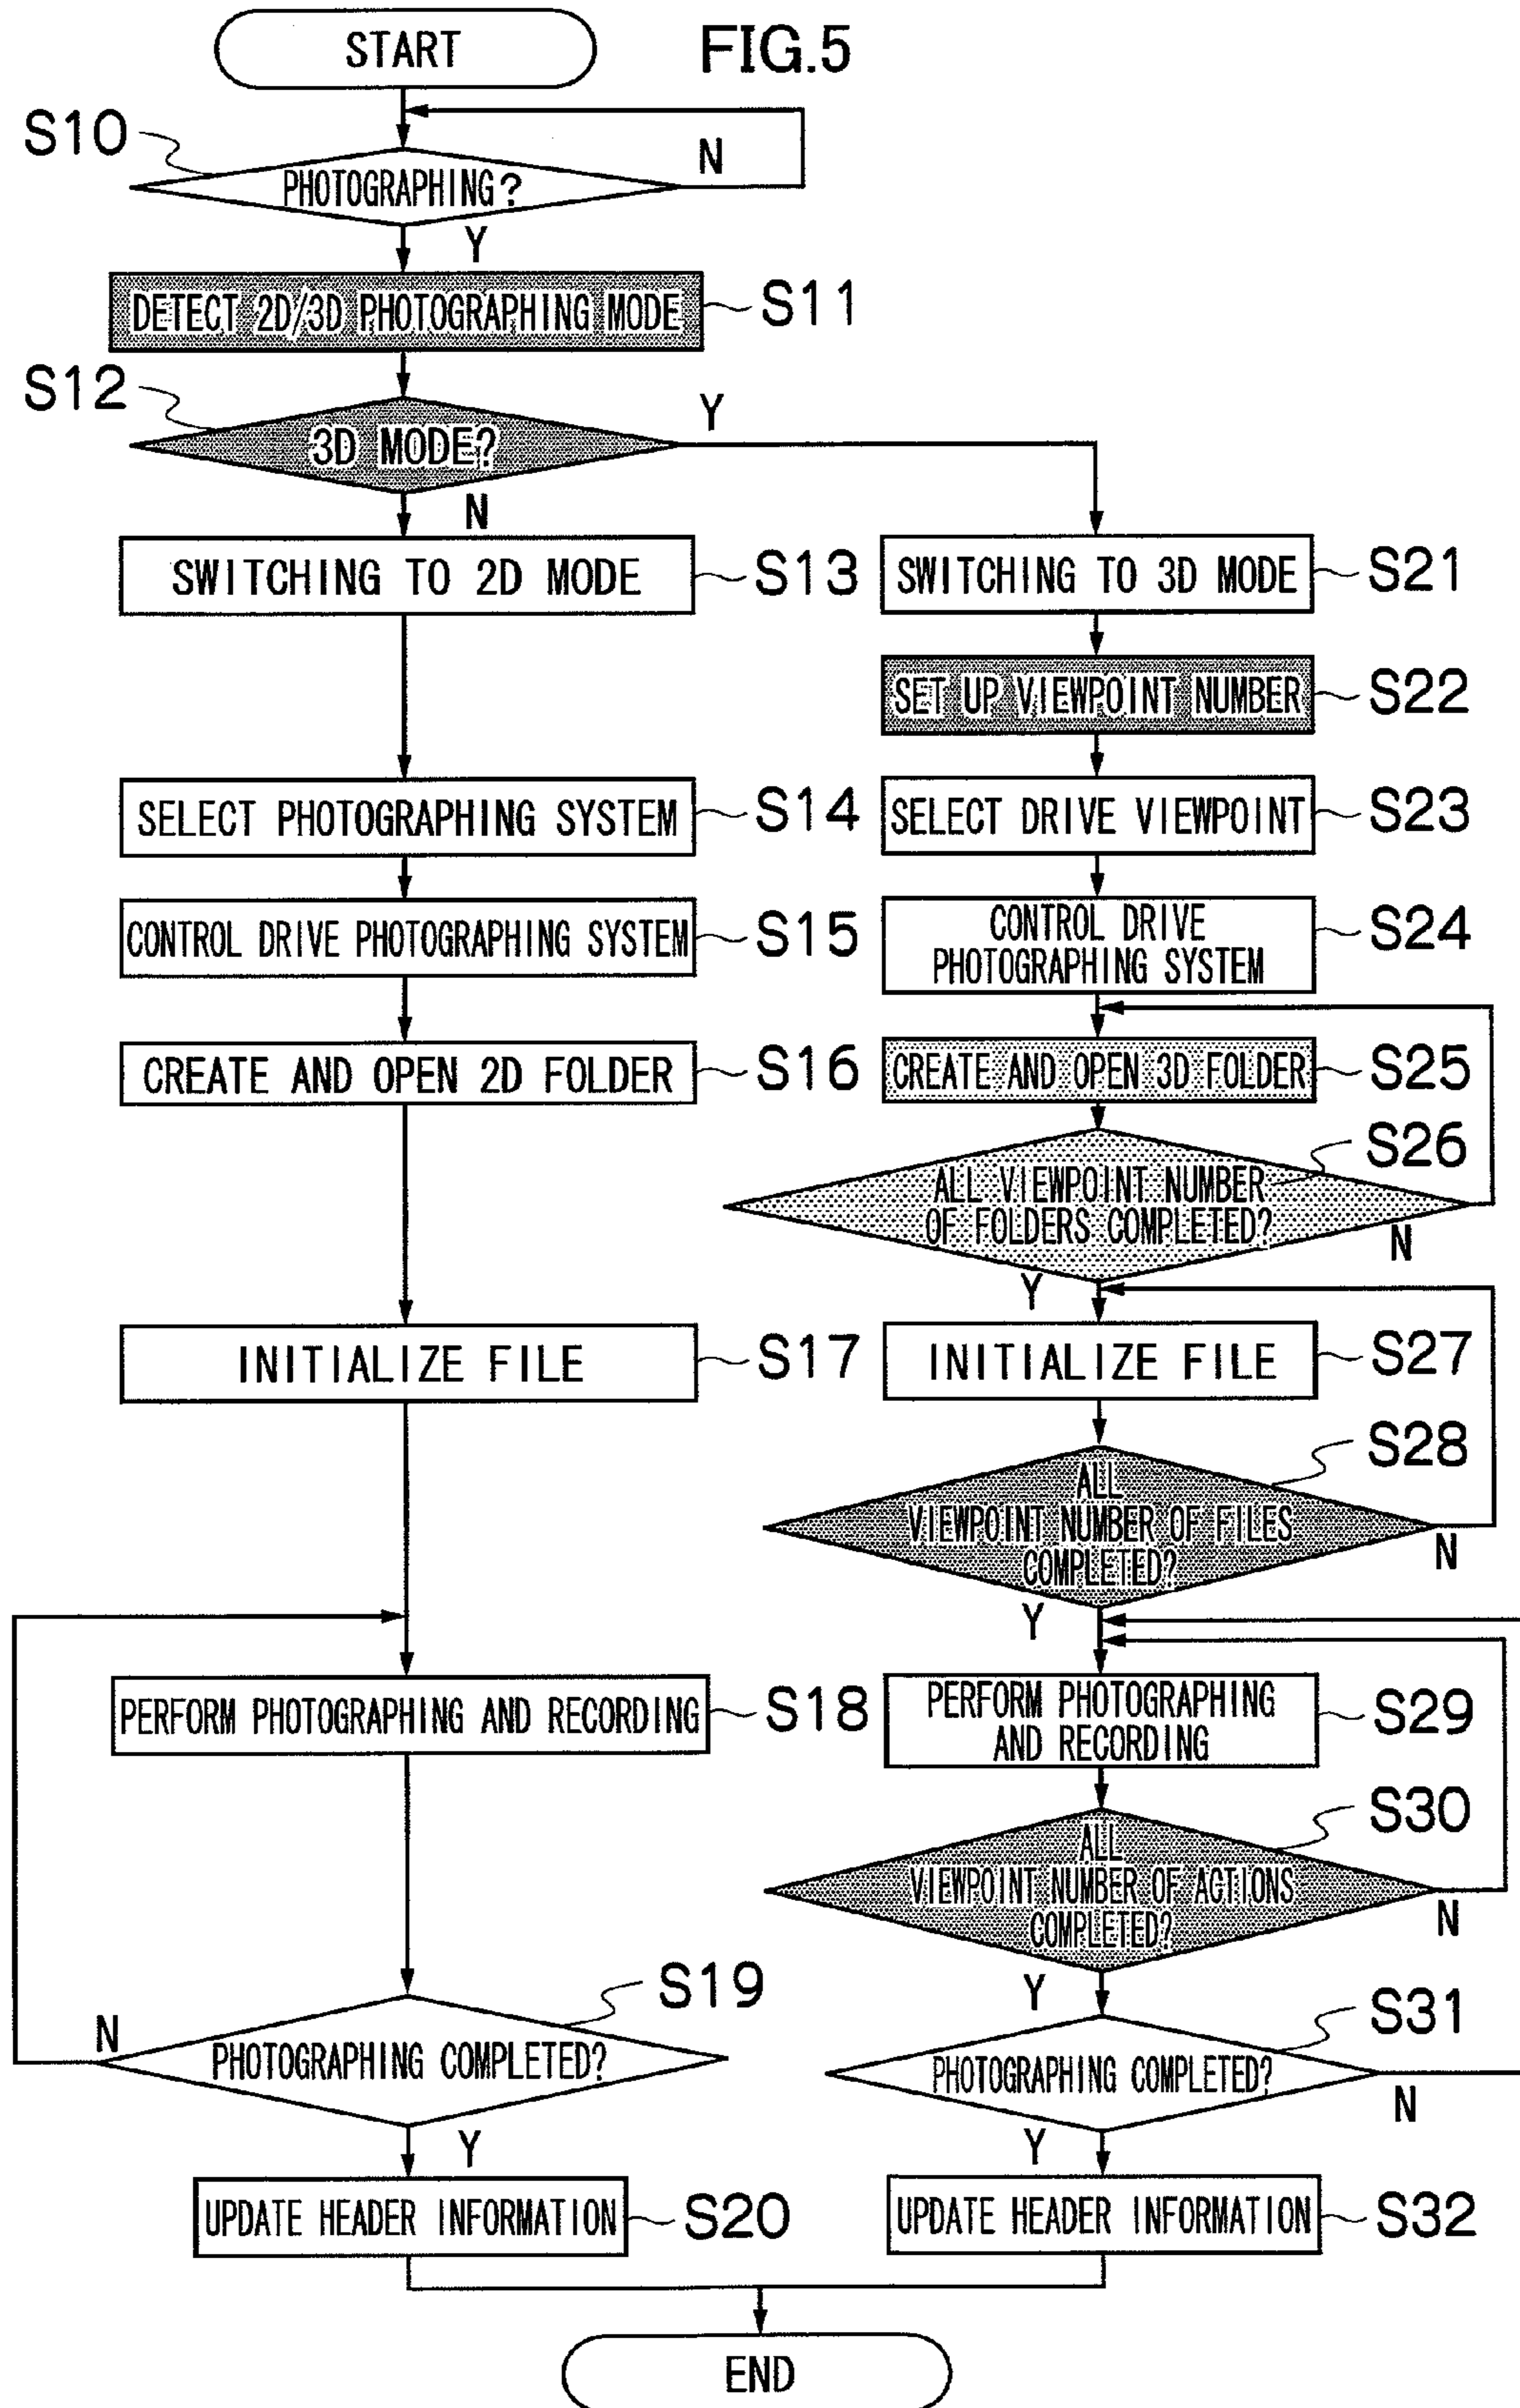 START
FIG.5
S10
PHOTOGRAPHING?
N
Y
DETECT 2D/3D PHOTOGRAPHING MODE
S11
S12
3D MODE?
Y
N
SWITCHING TO 2D MODE
S13
SWITCHING TO 3D MODE
S21
SET UP VIEWPOINT NUMBER
S22
SELECT PHOTOGRAPHING SYSTEM
S14
SELECT DRIVE VIEWPOINT
S23
CONTROL DRIVE PHOTOGRAPHING SYSTEM
S15
CONTROL DRIVE
PHOTOGRAPHING SYSTEM
S24
CREATE AND OPEN 2D FOLDER
S16
CREATE AND OPEN 3D FOLDER
S25
S26
ALL VIEWPOINT NUMBER
OF FOLDERS COMPLETED?
N
Y
INITIALIZE FILE
S17
INITIALIZE FILE
S27
S28
ALL
VIEWPOINT NUMBER OF FILES
COMPLETED?
N
Y
PERFORM PHOTOGRAPHING AND RECORDING
S18
PERFORM PHOTOGRAPHING
AND RECORDING
S29
S30
ALL
VIEWPOINT NUMBER OF ACTIONS
COMPLETED?
N
Y
S19
N
PHOTOGRAPHING COMPLETED?
Y
S31
PHOTOGRAPHING COMPLETED?
N
Y
UPDATE HEADER INFORMATION
S20
UPDATE HEADER INFORMATION
S32
END